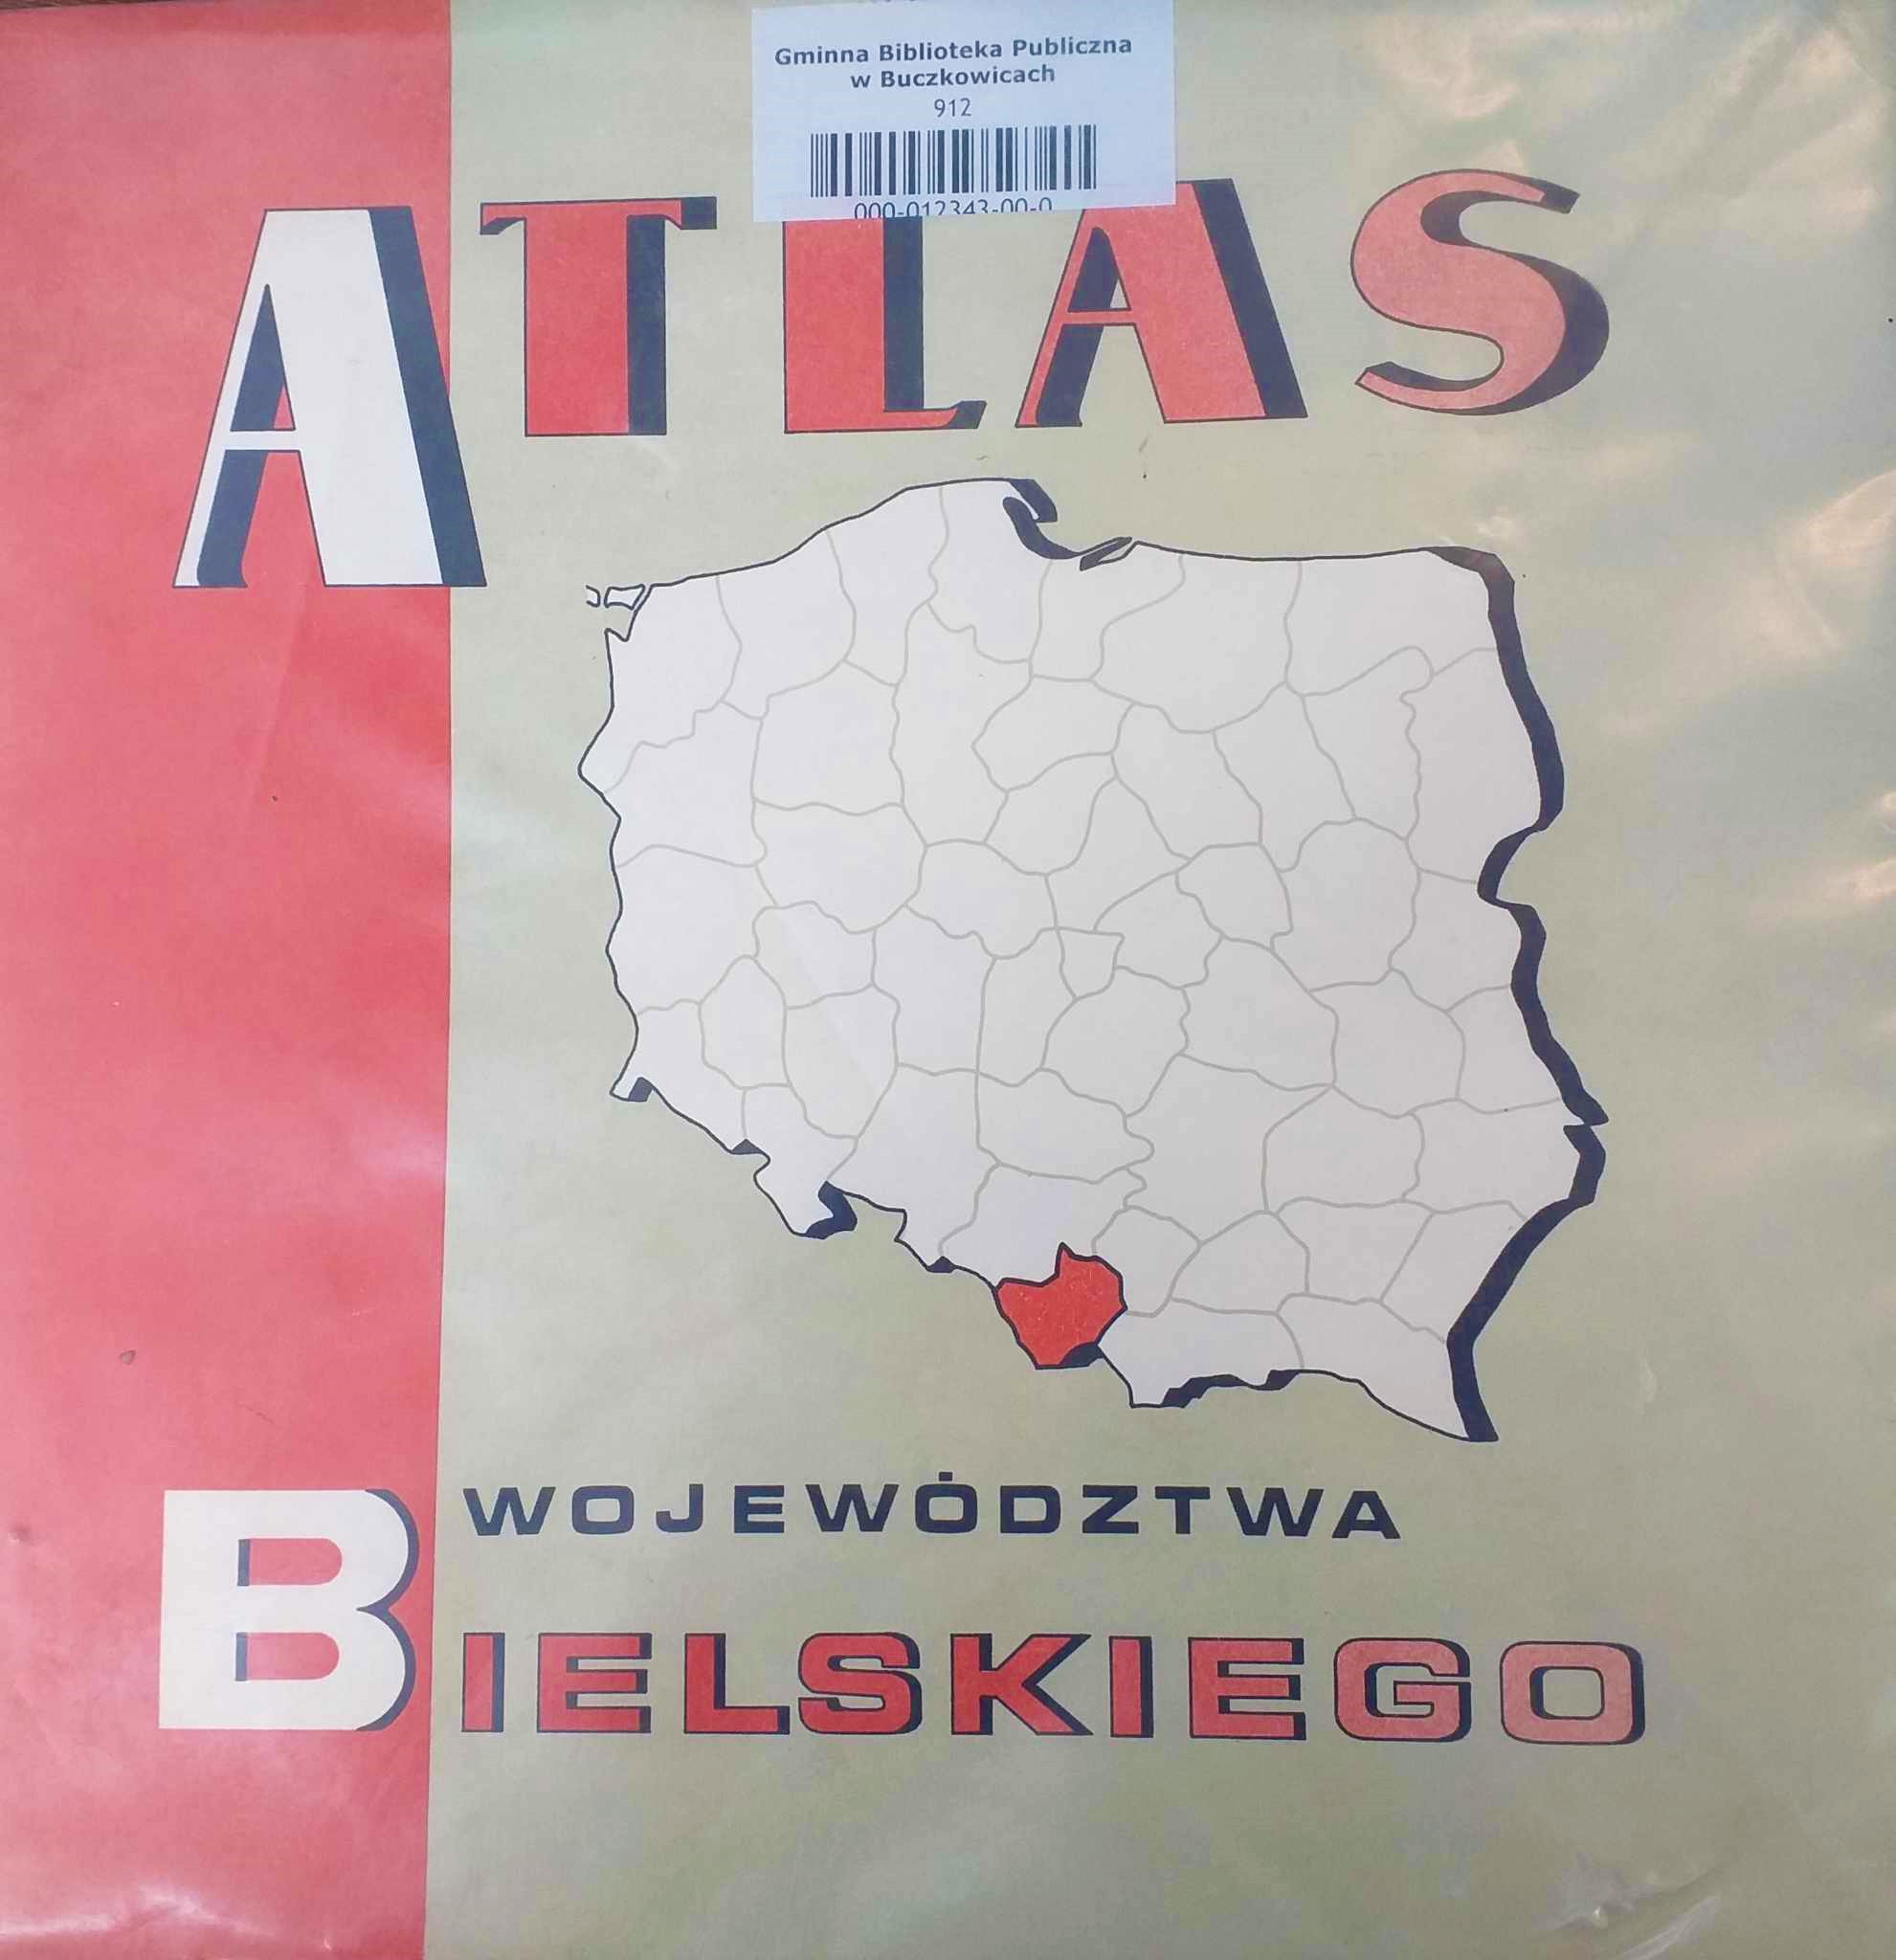 Gminna Biblioteka Publiczna
w Buczkowicach
912
000-012343-00-0
ATLAS
WOJEWÓDZTWA
BIELSKIEGO